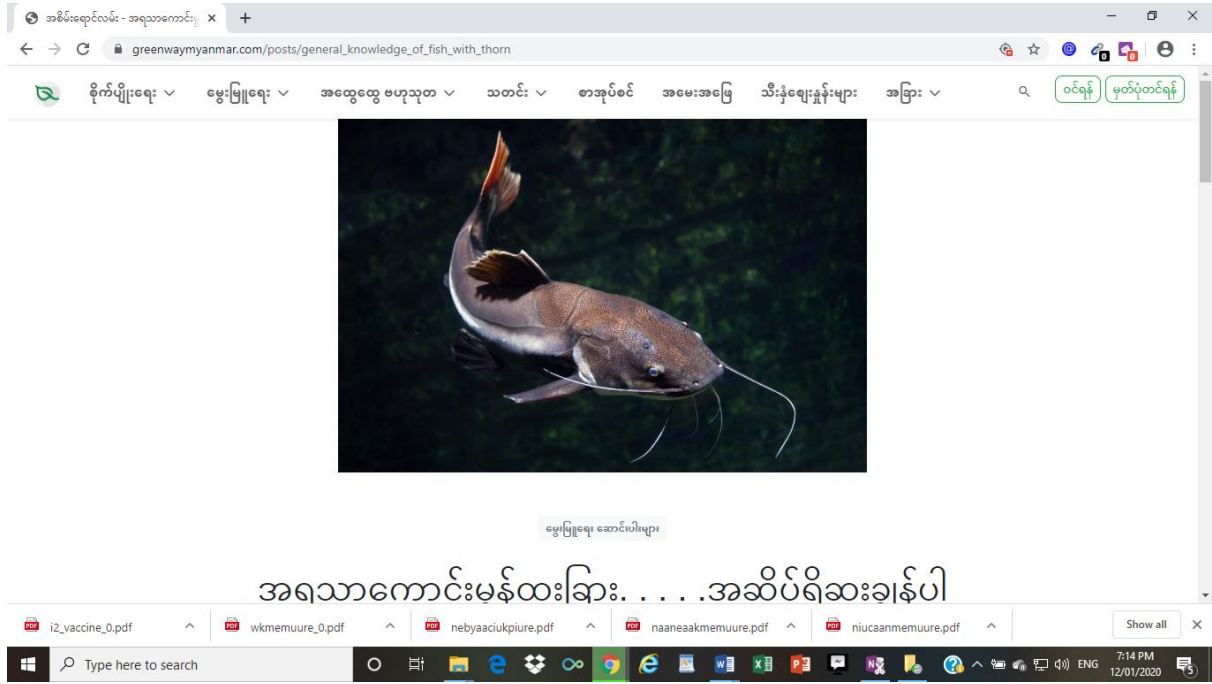 အစိမ်းရောင်လမ်း - အရသာကောင်းမွ
greenwaymyanmar.com/posts/general_knowledge_of_fish_with_thorn
စိုက်ပျိုးရေး မွေးမြူရေး အထွေထွေ ဗဟုသုတ သတင်း စာအုပ်စင် အမေးအဖြေ သီးနှံစျေးနှုန်းများ အခြား ဝင်ရန် မှတ်ပုံတင်ရန်
မွေးမြူရေး ဆောင်းပါးများ
အရသာကောင်းမွန်ထူးခြား. . . . .အဆိပ်ရှိဆူးချွန်ပါ
i2_vaccine_0.pdf wkmemuure_0.pdf nebyaaciukpiure.pdf naaneaakmemuure.pdf niucaanmemuure.pdf Show all
Type here to search ENG 7:14 PM
12/01/2020